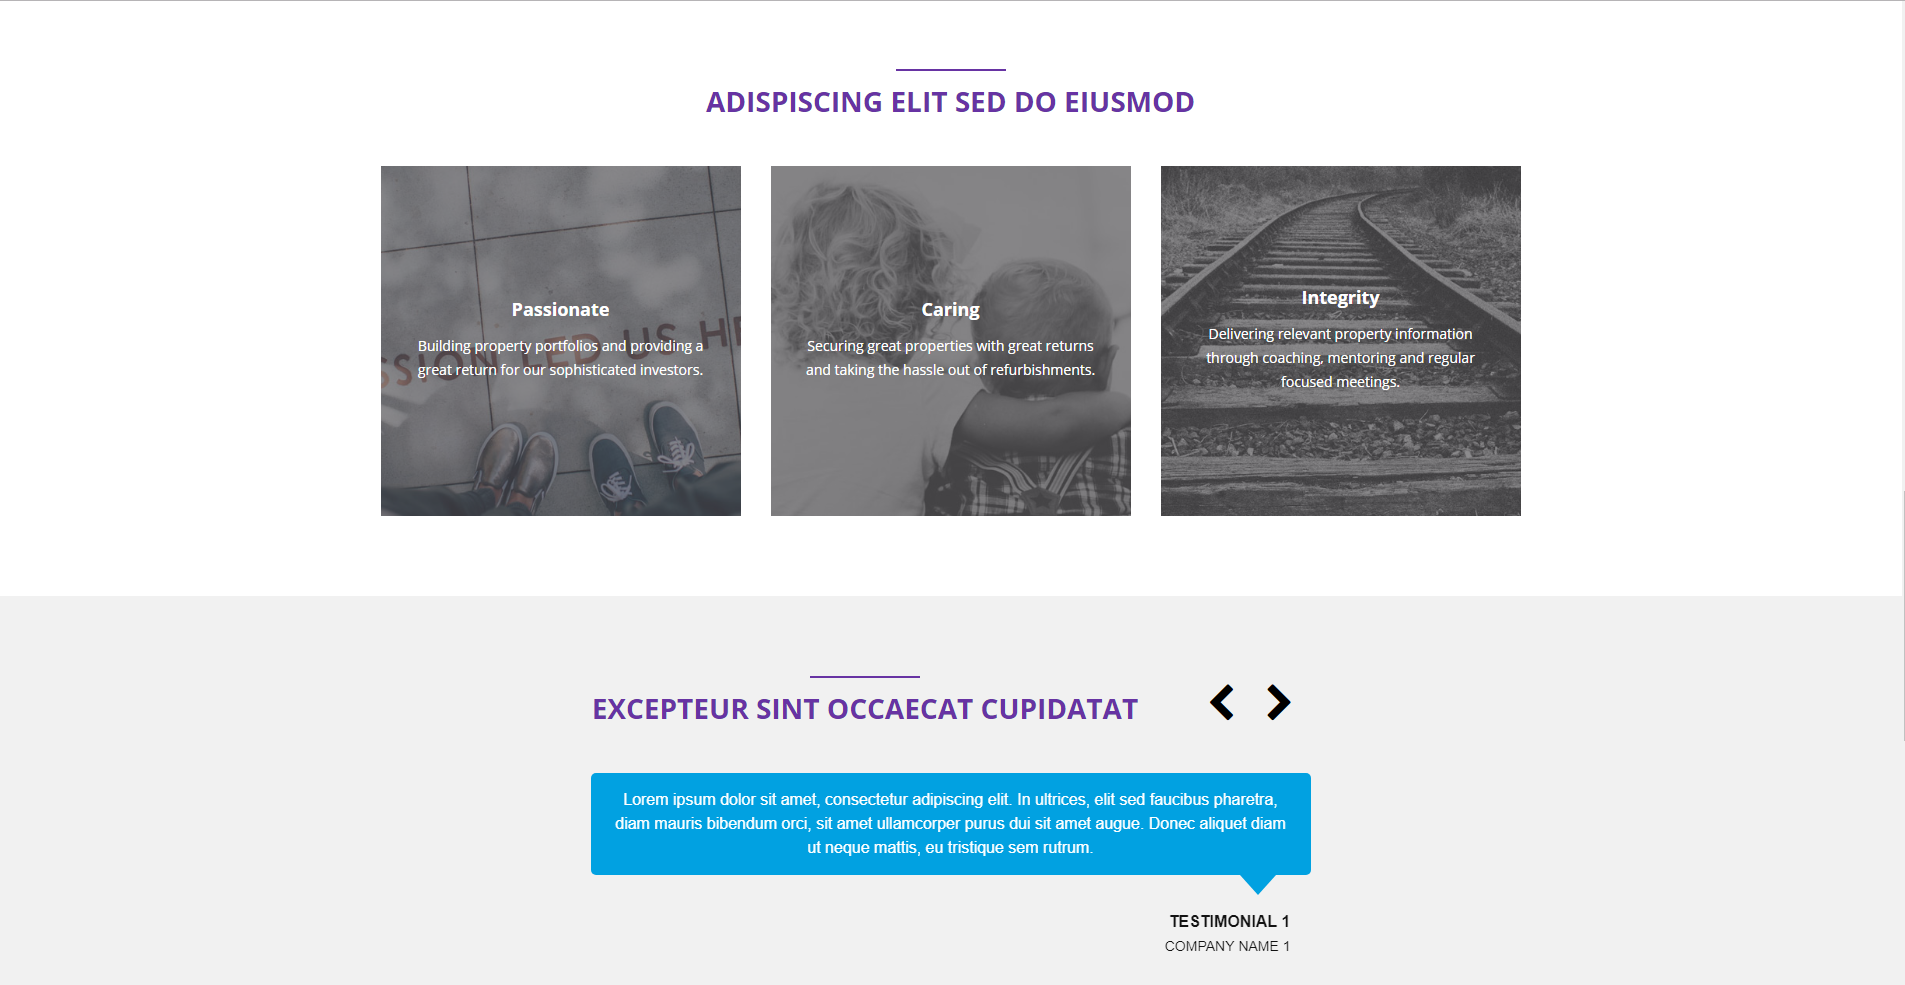 ADISPISCING ELIT SED DO EIUSMOD
Passionate
Building property portfolios and providing a
great return for our sophisticated investors.
SSION LED US HE
Caring
Securing great properties with great returns
and taking the hassle out of refurbishments.
Integrity
Delivering relevant property information
through coaching, mentoring and regular
focused meetings.
EXCEPTEUR SINT OCCAECAT CUPIDATAT
Lorem ipsum dolor sit amet, consectetur adipiscing elit. In ultrices, elit sed faucibus pharetra,
diam mauris bibendum orci, sit amet ullamcorper purus dui sit amet augue. Donec aliquet diam
ut neque mattis, eu tristique sem rutrum.
TESTIMONIAL 1
COMPANY NAME 1